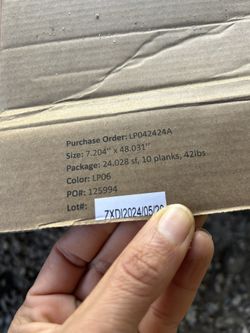 Purchase Order: LP042424A
Size: 7.204" x 48.031"
Package: 24,028 sf, 10 planks, 42lbs
Color: LP06
PO#: 125994
Lot#: ZXD|2024/05/20